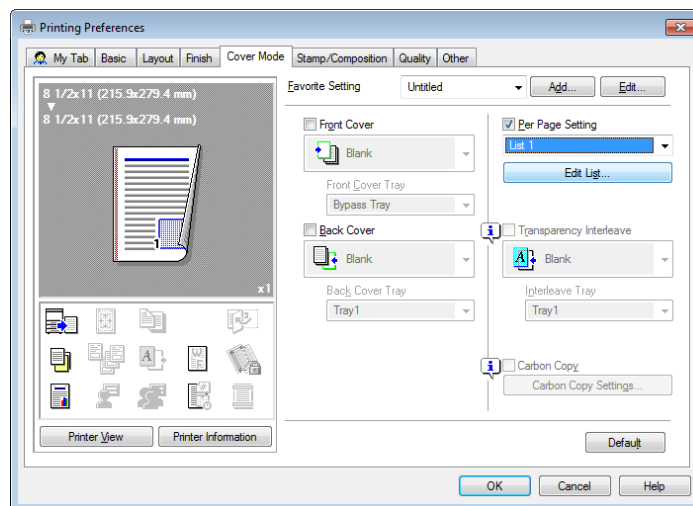 Printing Preferences
My Tab Basic Layout Finish Cover Mode Stamp/Composition Quality Other
8 1/2x11 (215.9x279.4 mm)
8 1/2x11 (215.9x279.4 mm)
1
x1
Printer View Printer Information
Favorite Setting Untitled Add... Edit...
Front Cover
Blank
Front Cover Tray
Bypass Tray
Back Cover
Blank
Back Cover Tray
Tray1
Per Page Setting
List 1
Edit List...
Transparency Interleave
Blank
Interleave Tray
Tray1
Carbon Copy
Carbon Copy Settings...
Default
OK Cancel Help